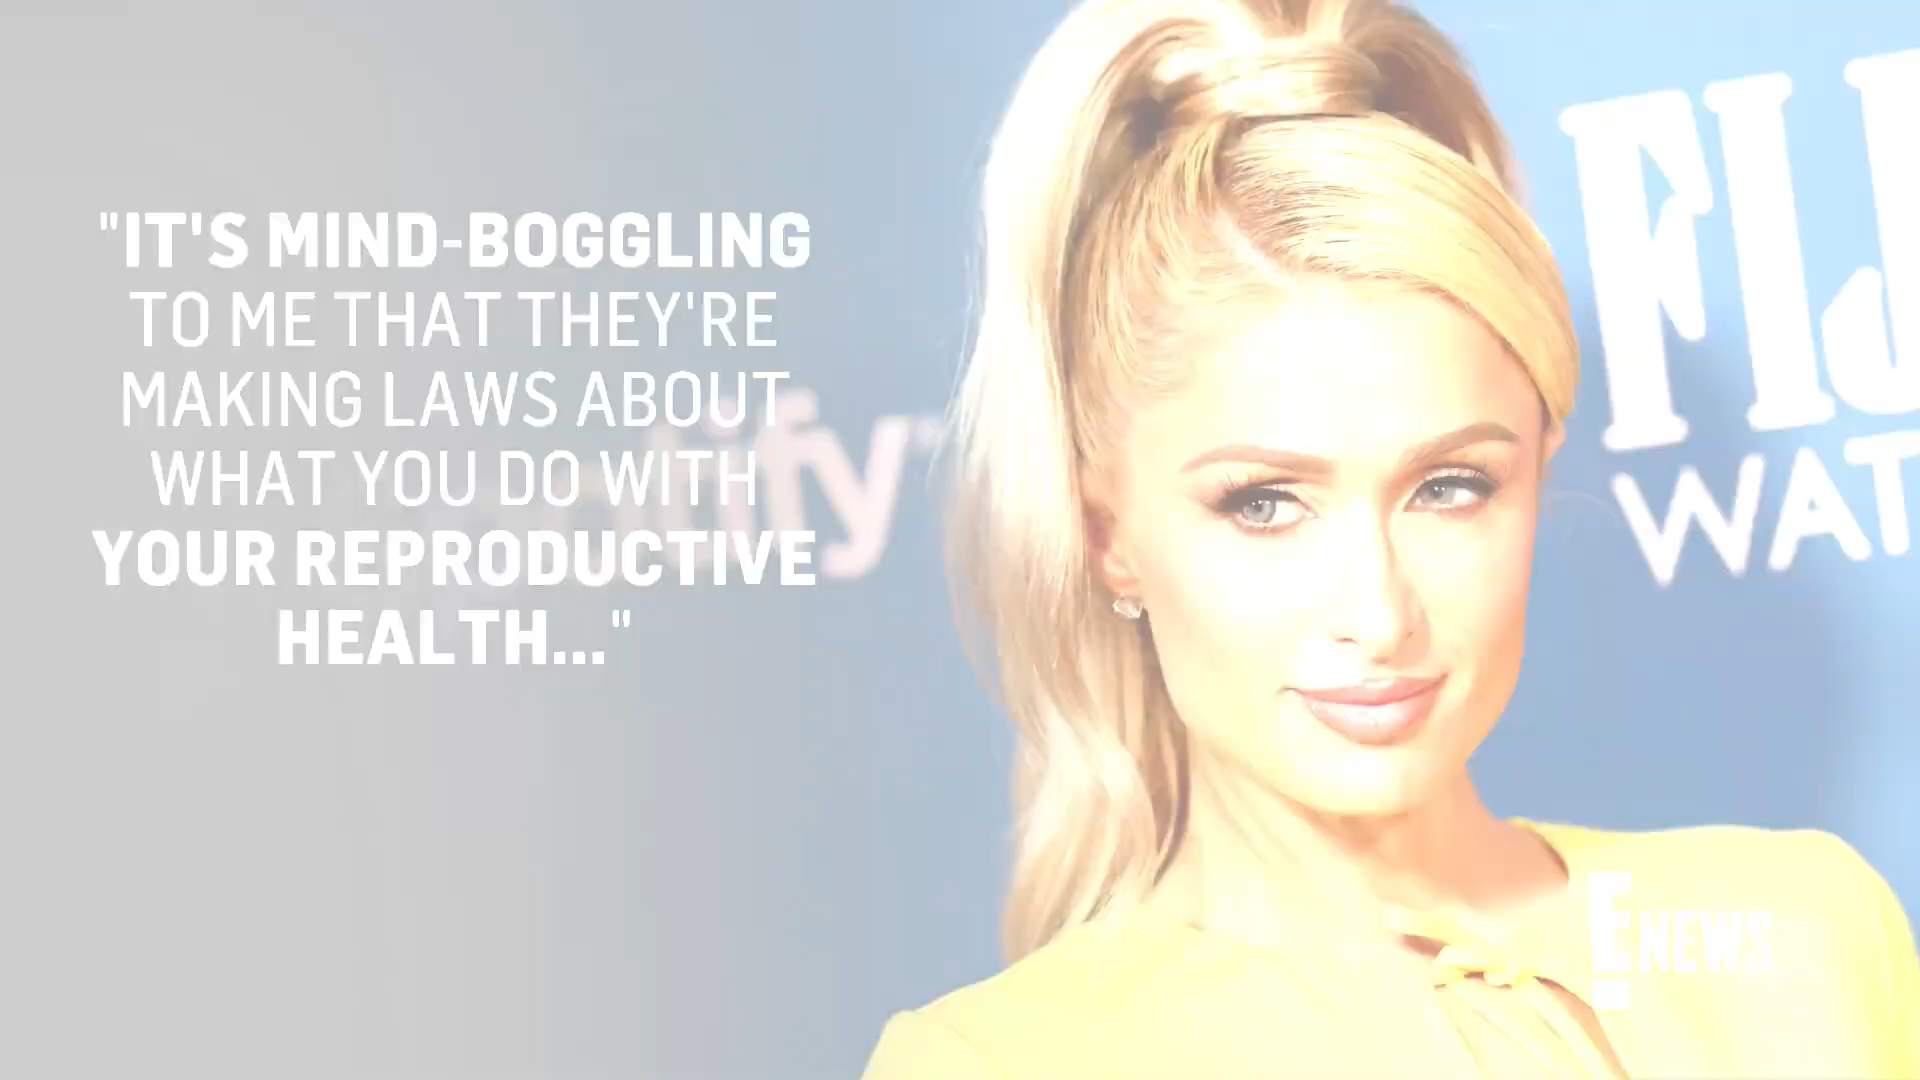 "IT'S MIND-BOGGLING
TO ME THAT THEY'RE
MAKING LAWS ABOUT
WHAT YOU DO WITH
YOUR REPRODUCTIVE
HEALTH..."
FIJ
WAT
E NEWS